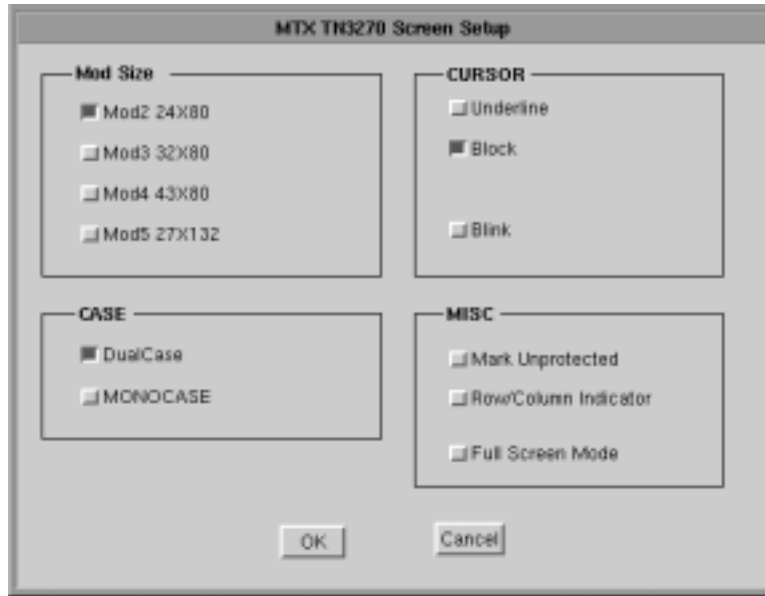 MTX TN3270 Screen Setup
Mod Size
Mod2 24X80
Mod3 32X80
Mod4 43X80
Mod5 27X132
CURSOR
Underline
Block
Blink
CASE
DualCase
MONOCASE
MISC
Mark Unprotected
Row/Column Indicator
Full Screen Mode
OK
Cancel